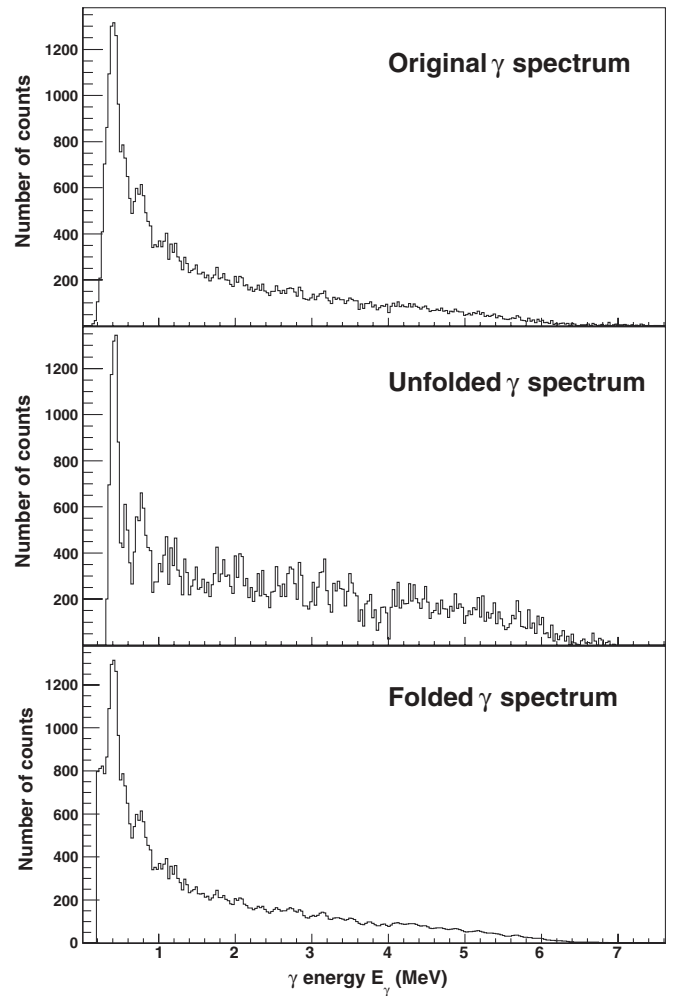 Original γ spectrum
Number of counts
1200
1000
800
600
400
200
Unfolded γ spectrum
Number of counts
1200
1000
800
600
400
200
Folded γ spectrum
Number of counts
1200
1000
800
600
400
200
0
1 2 3 4 5 6 7
γ energy Eγ (MeV)